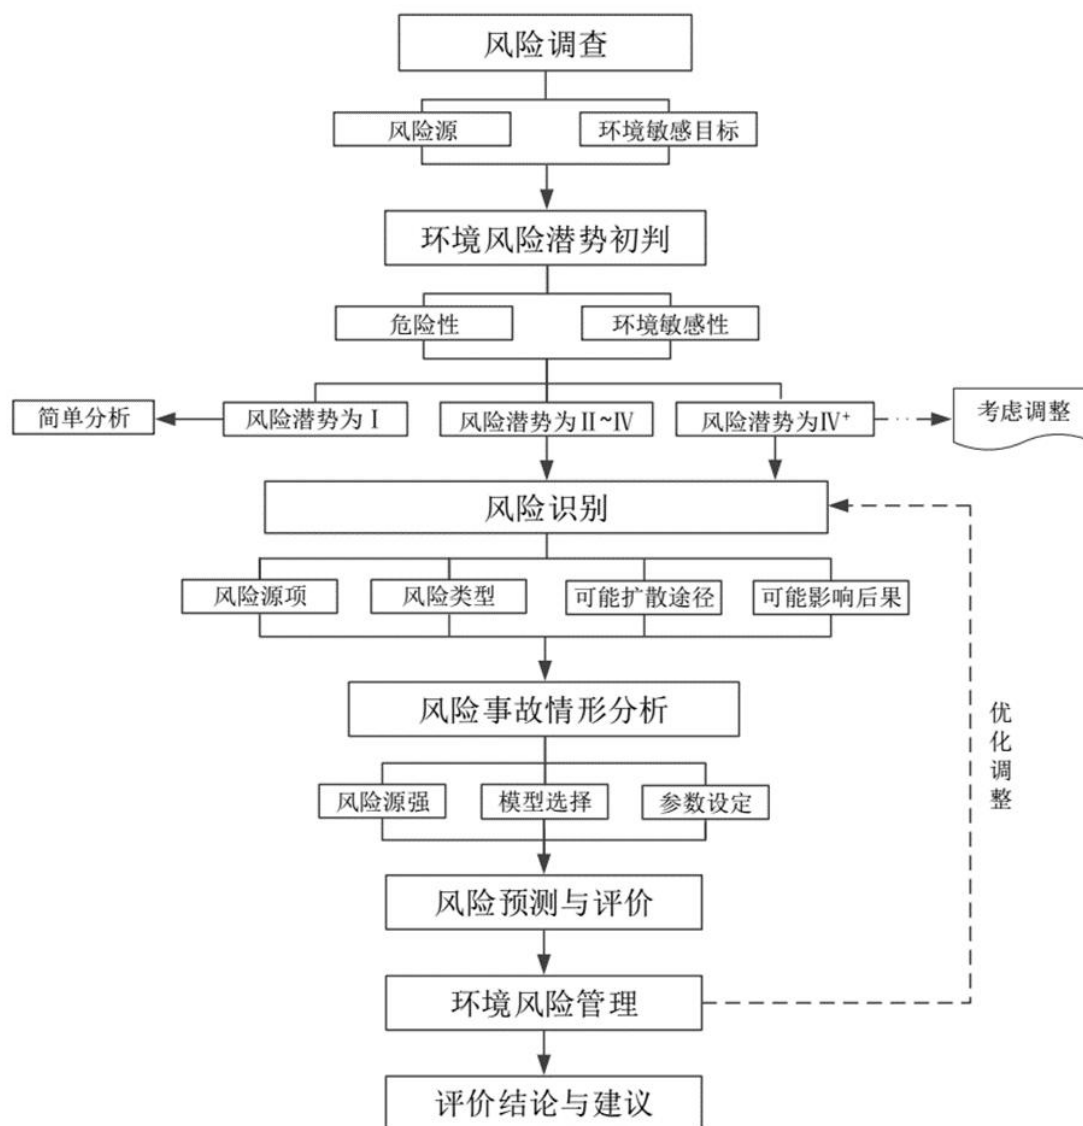 风险调查
风险源
环境敏感目标
环境风险潜势初判
危险性
环境敏感性
简单分析
风险潜势为Ⅰ
风险潜势为Ⅱ~Ⅳ
风险潜势为Ⅳ⁺
考虑调整
风险识别
风险源项
风险类型
可能扩散途径
可能影响后果
风险事故情形分析
优化调整
风险源强
模型选择
参数设定
风险预测与评价
环境风险管理
评价结论与建议